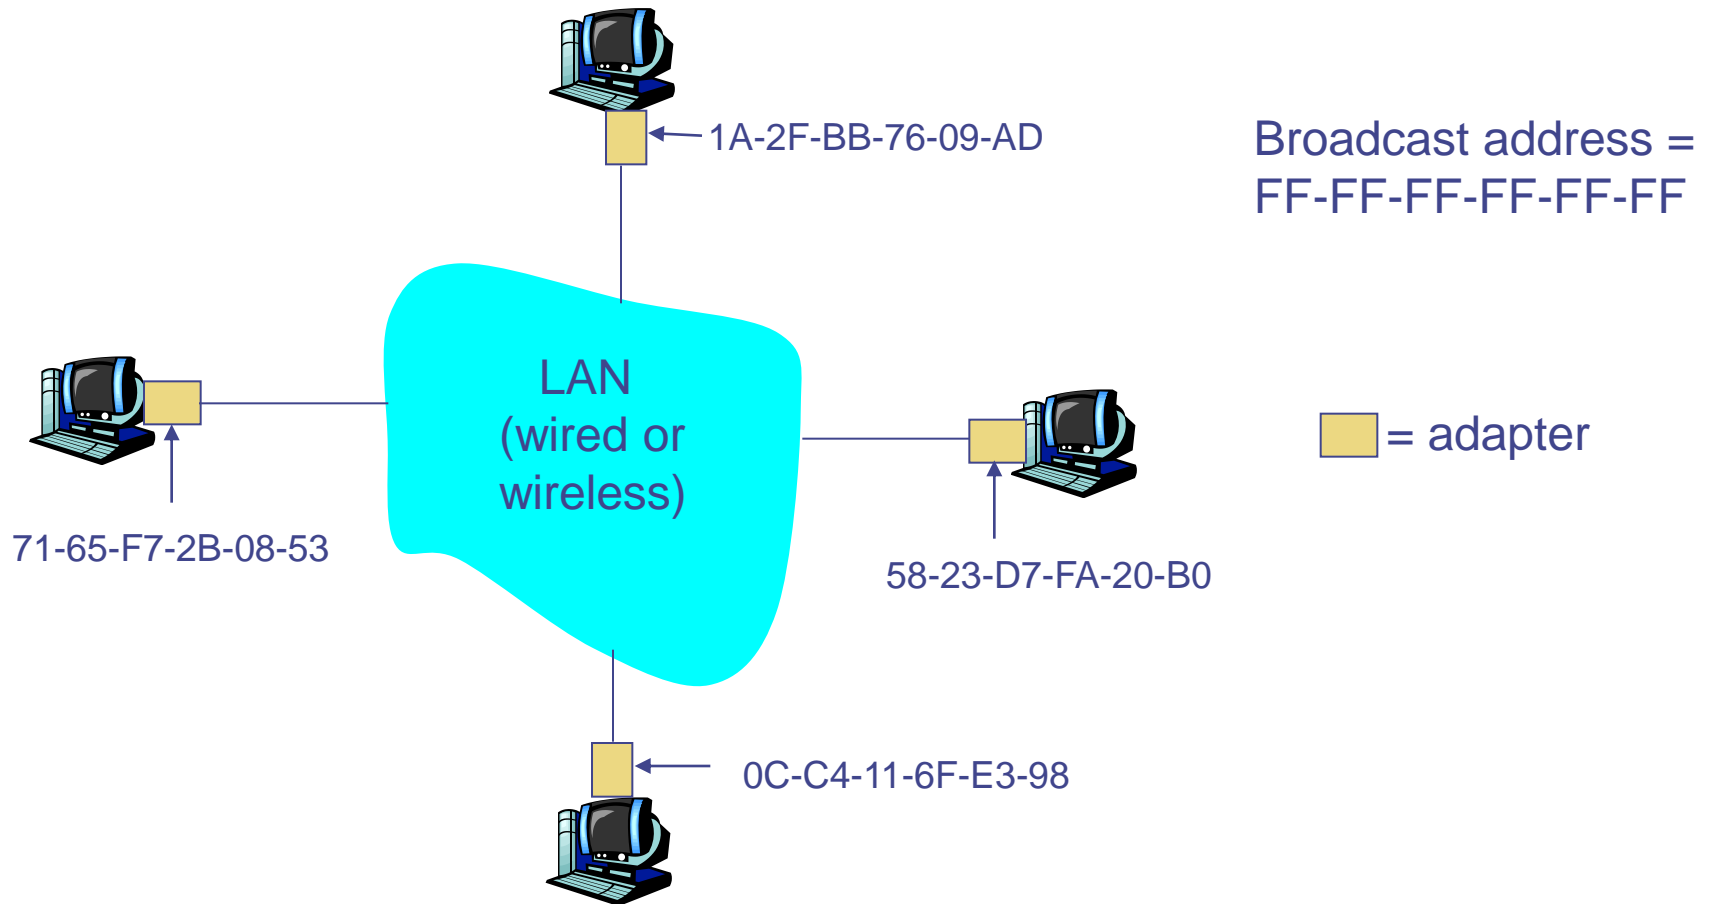 1A-2F-BB-76-09-AD
Broadcast address =
FF-FF-FF-FF-FF-FF
LAN
(wired or
wireless)
= adapter
71-65-F7-2B-08-53
58-23-D7-FA-20-B0
0C-C4-11-6F-E3-98